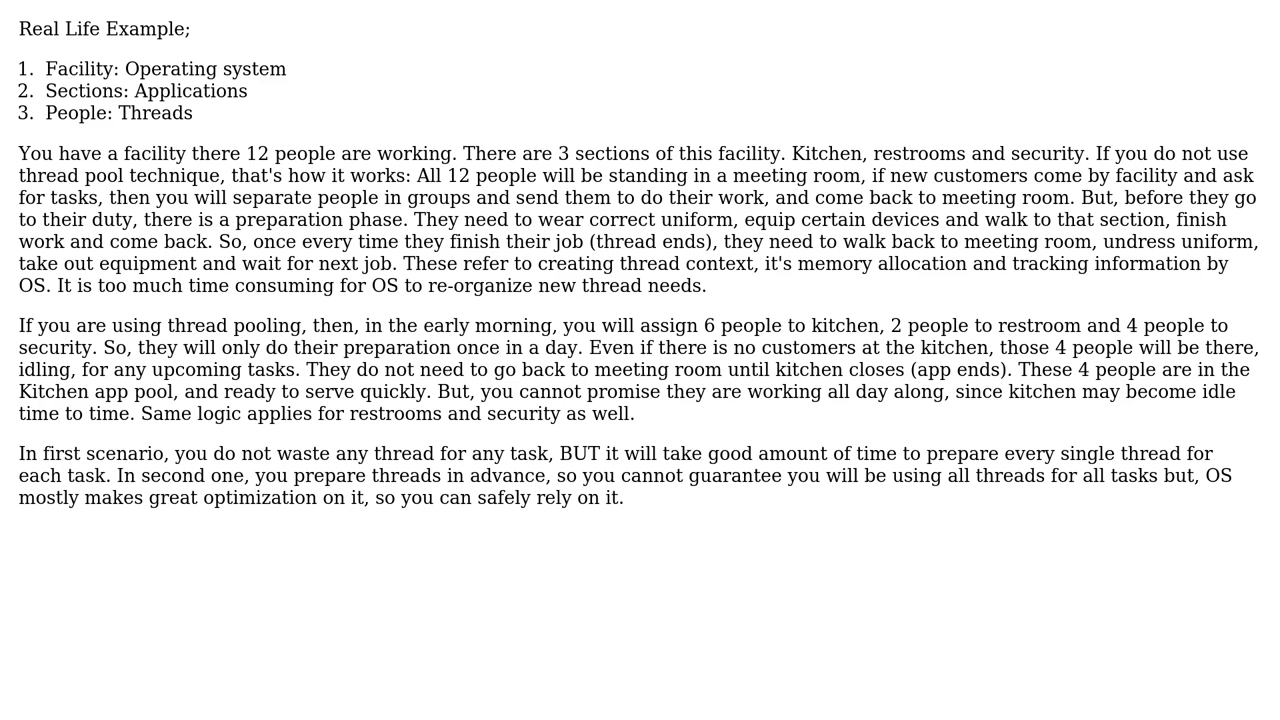 Real Life Example;
1. Facility: Operating system
2. Sections: Applications
3. People: Threads
You have a facility there 12 people are working. There are 3 sections of this facility. Kitchen, restrooms and security. If you do not use
thread pool technique, that's how it works: All 12 people will be standing in a meeting room, if new customers come by facility and ask
for tasks, then you will separate people in groups and send them to do their work, and come back to meeting room. But, before they go
to their duty, there is a preparation phase. They need to wear correct uniform, equip certain devices and walk to that section, finish
work and come back. So, once every time they finish their job (thread ends), they need to walk back to meeting room, undress uniform,
take out equipment and wait for next job. These refer to creating thread context, it's memory allocation and tracking information by
OS. It is too much time consuming for OS to re-organize new thread needs.
If you are using thread pooling, then, in the early morning, you will assign 6 people to kitchen, 2 people to restroom and 4 people to
security. So, they will only do their preparation once in a day. Even if there is no customers at the kitchen, those 4 people will be there,
idling, for any upcoming tasks. They do not need to go back to meeting room until kitchen closes (app ends). These 4 people are in the
Kitchen app pool, and ready to serve quickly. But, you cannot promise they are working all day along, since kitchen may become idle
time to time. Same logic applies for restrooms and security as well.
In first scenario, you do not waste any thread for any task, BUT it will take good amount of time to prepare every single thread for
each task. In second one, you prepare threads in advance, so you cannot guarantee you will be using all threads for all tasks but, OS
mostly makes great optimization on it, so you can safely rely on it.